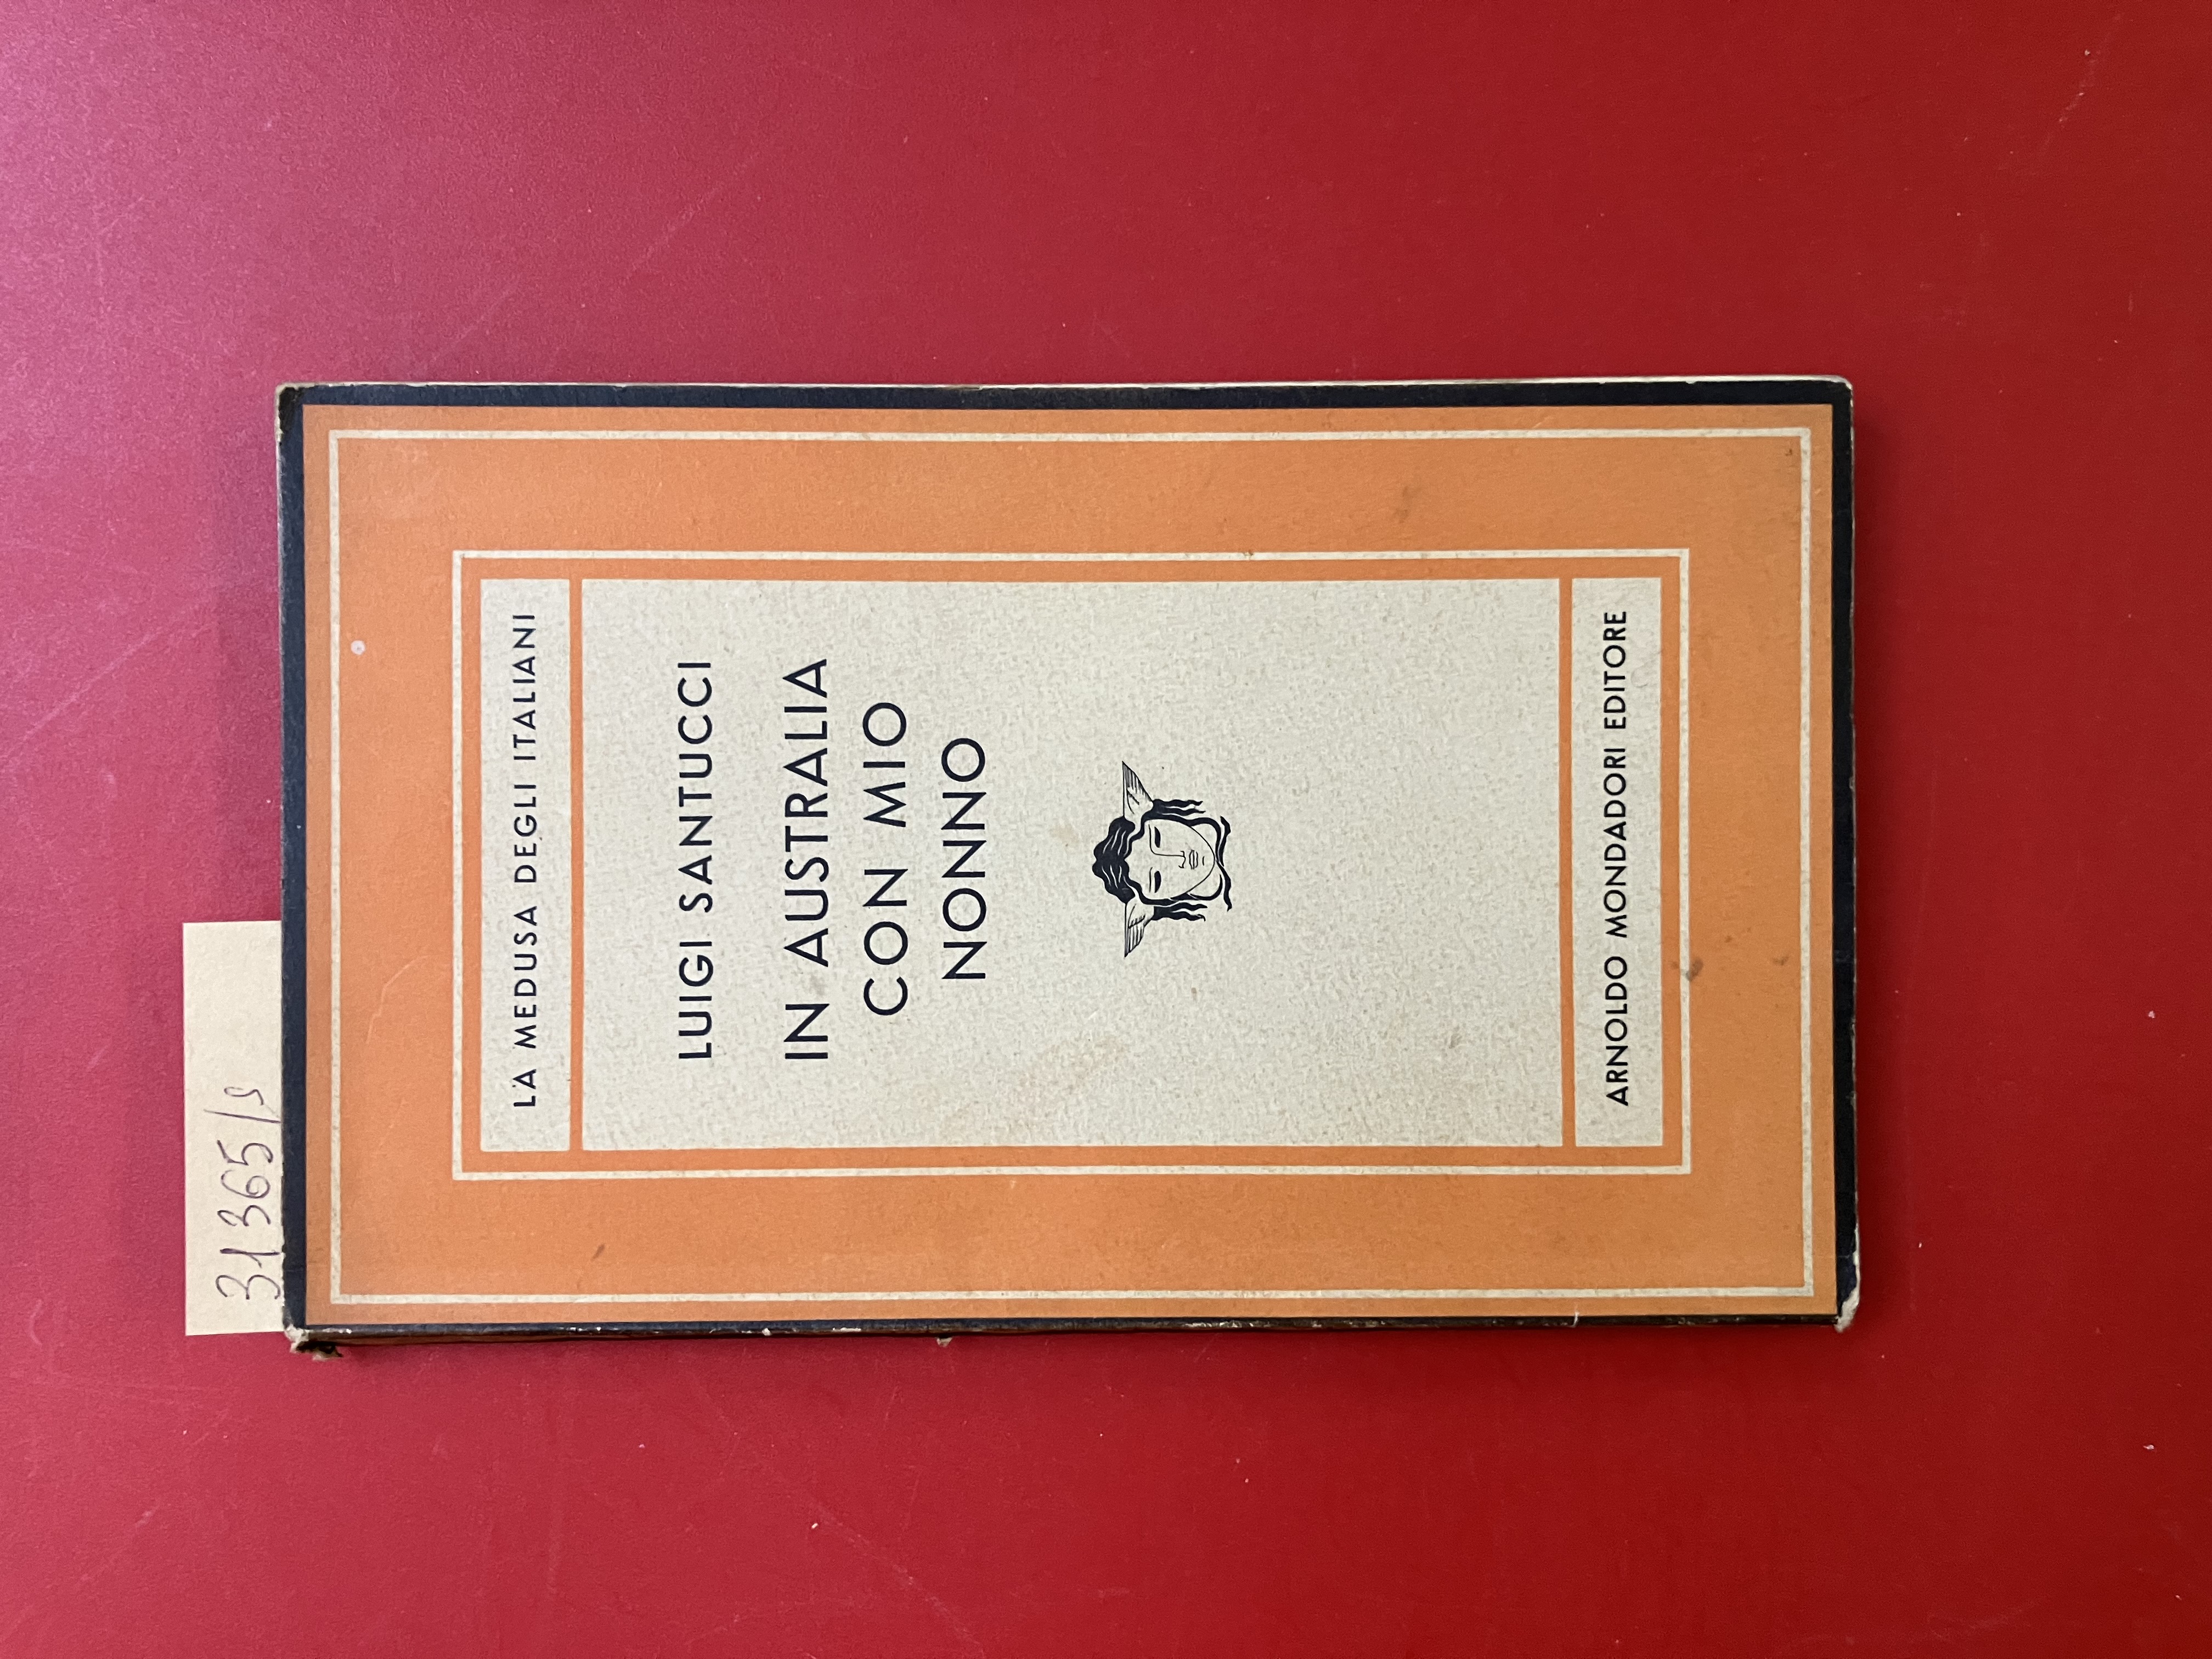 31365/s
LA MEDUSA DEGLI ITALIANI
LUIGI SANTUCCI
IN AUSTRALIA
CON MIO
NONNO
ARNOLDO MONDADORI EDITORE